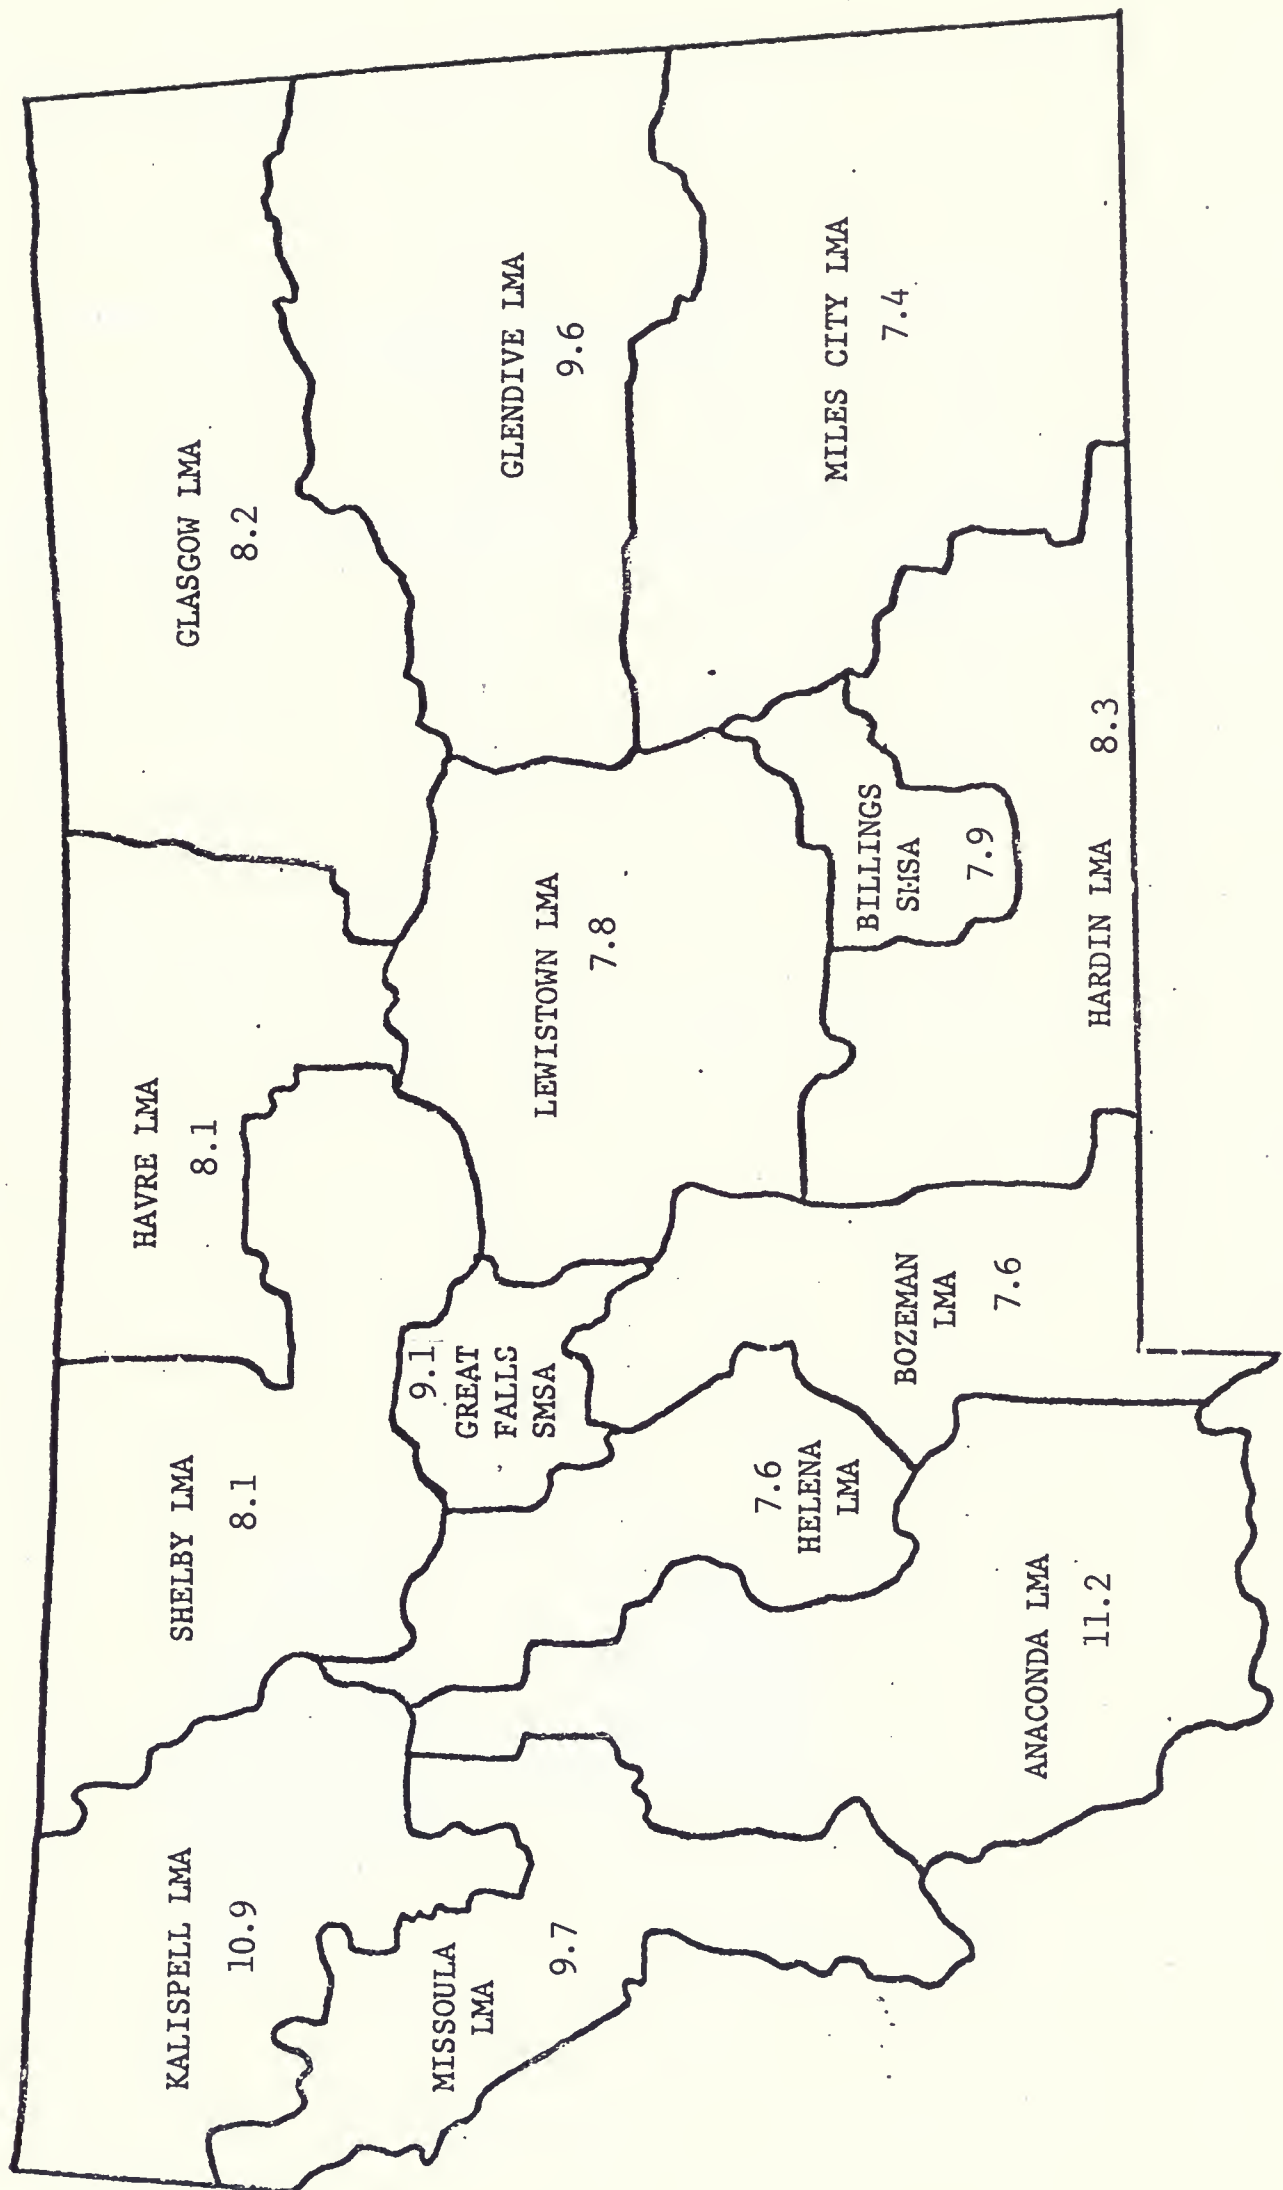 KALISPELL LMA
10.9
MISSOULA
LMA
9.7
SHELBY LMA
8.1
HAVRE LMA
8.1
GLASGOW LMA
8.2
9.1
GREAT
FALLS
SMSA
LEWISTOWN LMA
7.8
GLENDIVE LMA
9.6
7.6
HELENA
LMA
ANACONDA LMA
11.2
BOZEMAN
LMA
7.6
BILLINGS
SMSA
7.9
HARDIN LMA
8.3
MILES CITY LMA
7.4